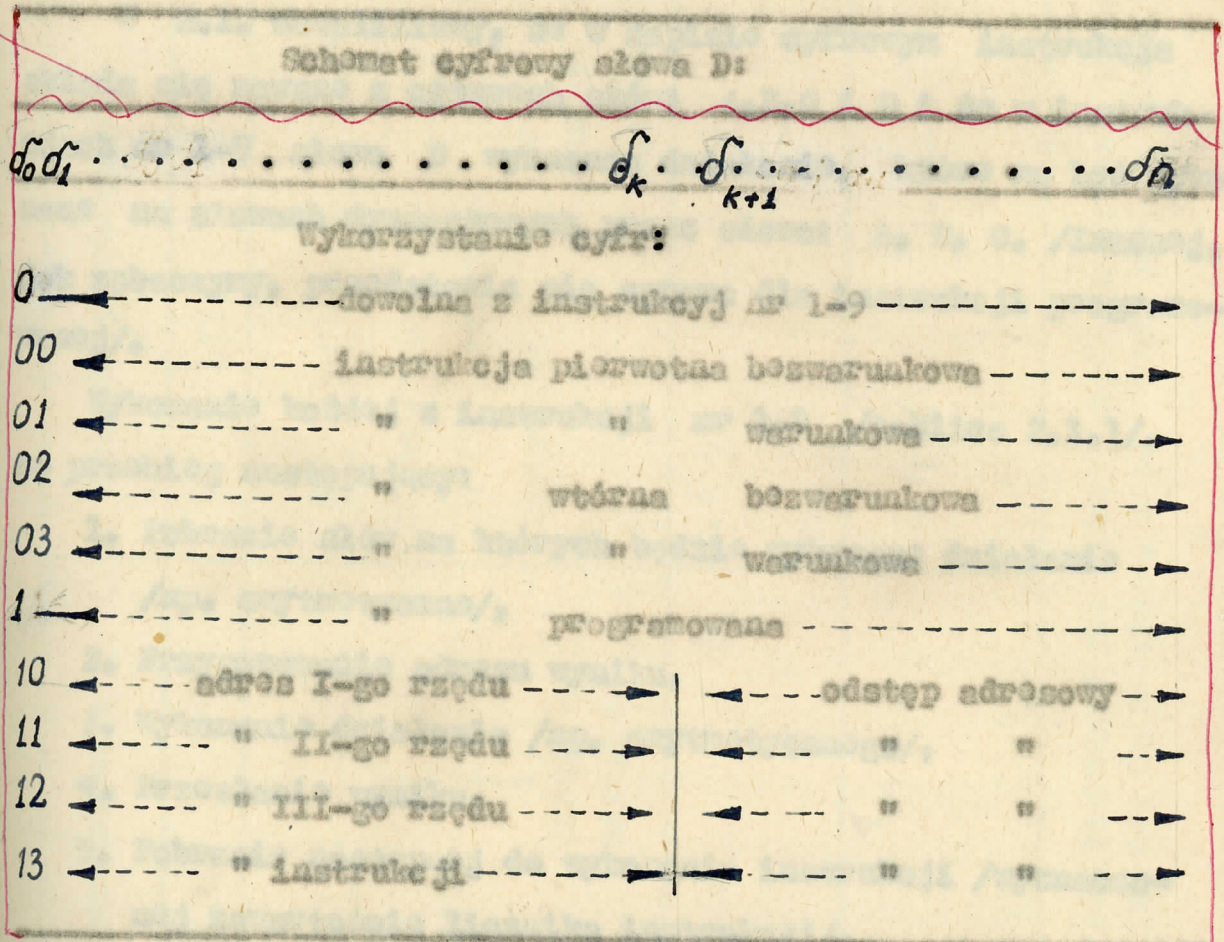 Schemat cyfrowy słowa D:
δ₀ δ₁ . . . . . . . . . . . . . . . . δₖ . . δₖ₊₁ . . . . . . . . . . . . δₙ
Wykorzystanie cyfr:
0 dowolna z instrukcyj nr 1-9
00 instrukcja pierwotna bezwarunkowa
01 " " warunkowa
02 " wtórna bezwarunkowa
03 " " warunkowa
1 " programowana
10 adres I-go rzędu odstęp adresowy
11 " II-go rzędu " "
12 " III-go rzędu " "
13 " instrukcji " "